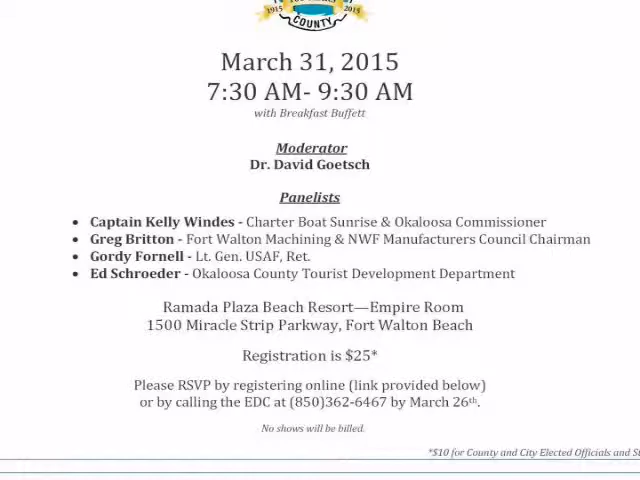 1915 2015
COUNTY
March 31, 2015
7:30 AM- 9:30 AM
with Breakfast Buffett
Moderator
Dr. David Goetsch
Panelists
• Captain Kelly Windes - Charter Boat Sunrise & Okaloosa Commissioner
• Greg Britton - Fort Walton Machining & NWF Manufacturers Council Chairman
• Gordy Fornell - Lt. Gen. USAF, Ret.
• Ed Schroeder - Okaloosa County Tourist Development Department
Ramada Plaza Beach Resort—Empire Room
1500 Miracle Strip Parkway, Fort Walton Beach
Registration is $25*
Please RSVP by registering online (link provided below)
or by calling the EDC at (850)362-6467 by March 26th.
No shows will be billed.
*$10 for County and City Elected Officials and St